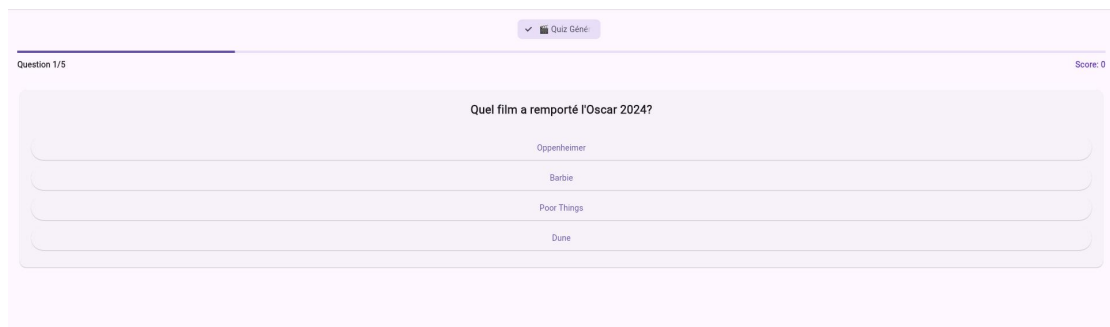 Quiz Géné
Question 1/5
Score: 0
Quel film a remporté l'Oscar 2024?
Oppenheimer
Barbie
Poor Things
Dune